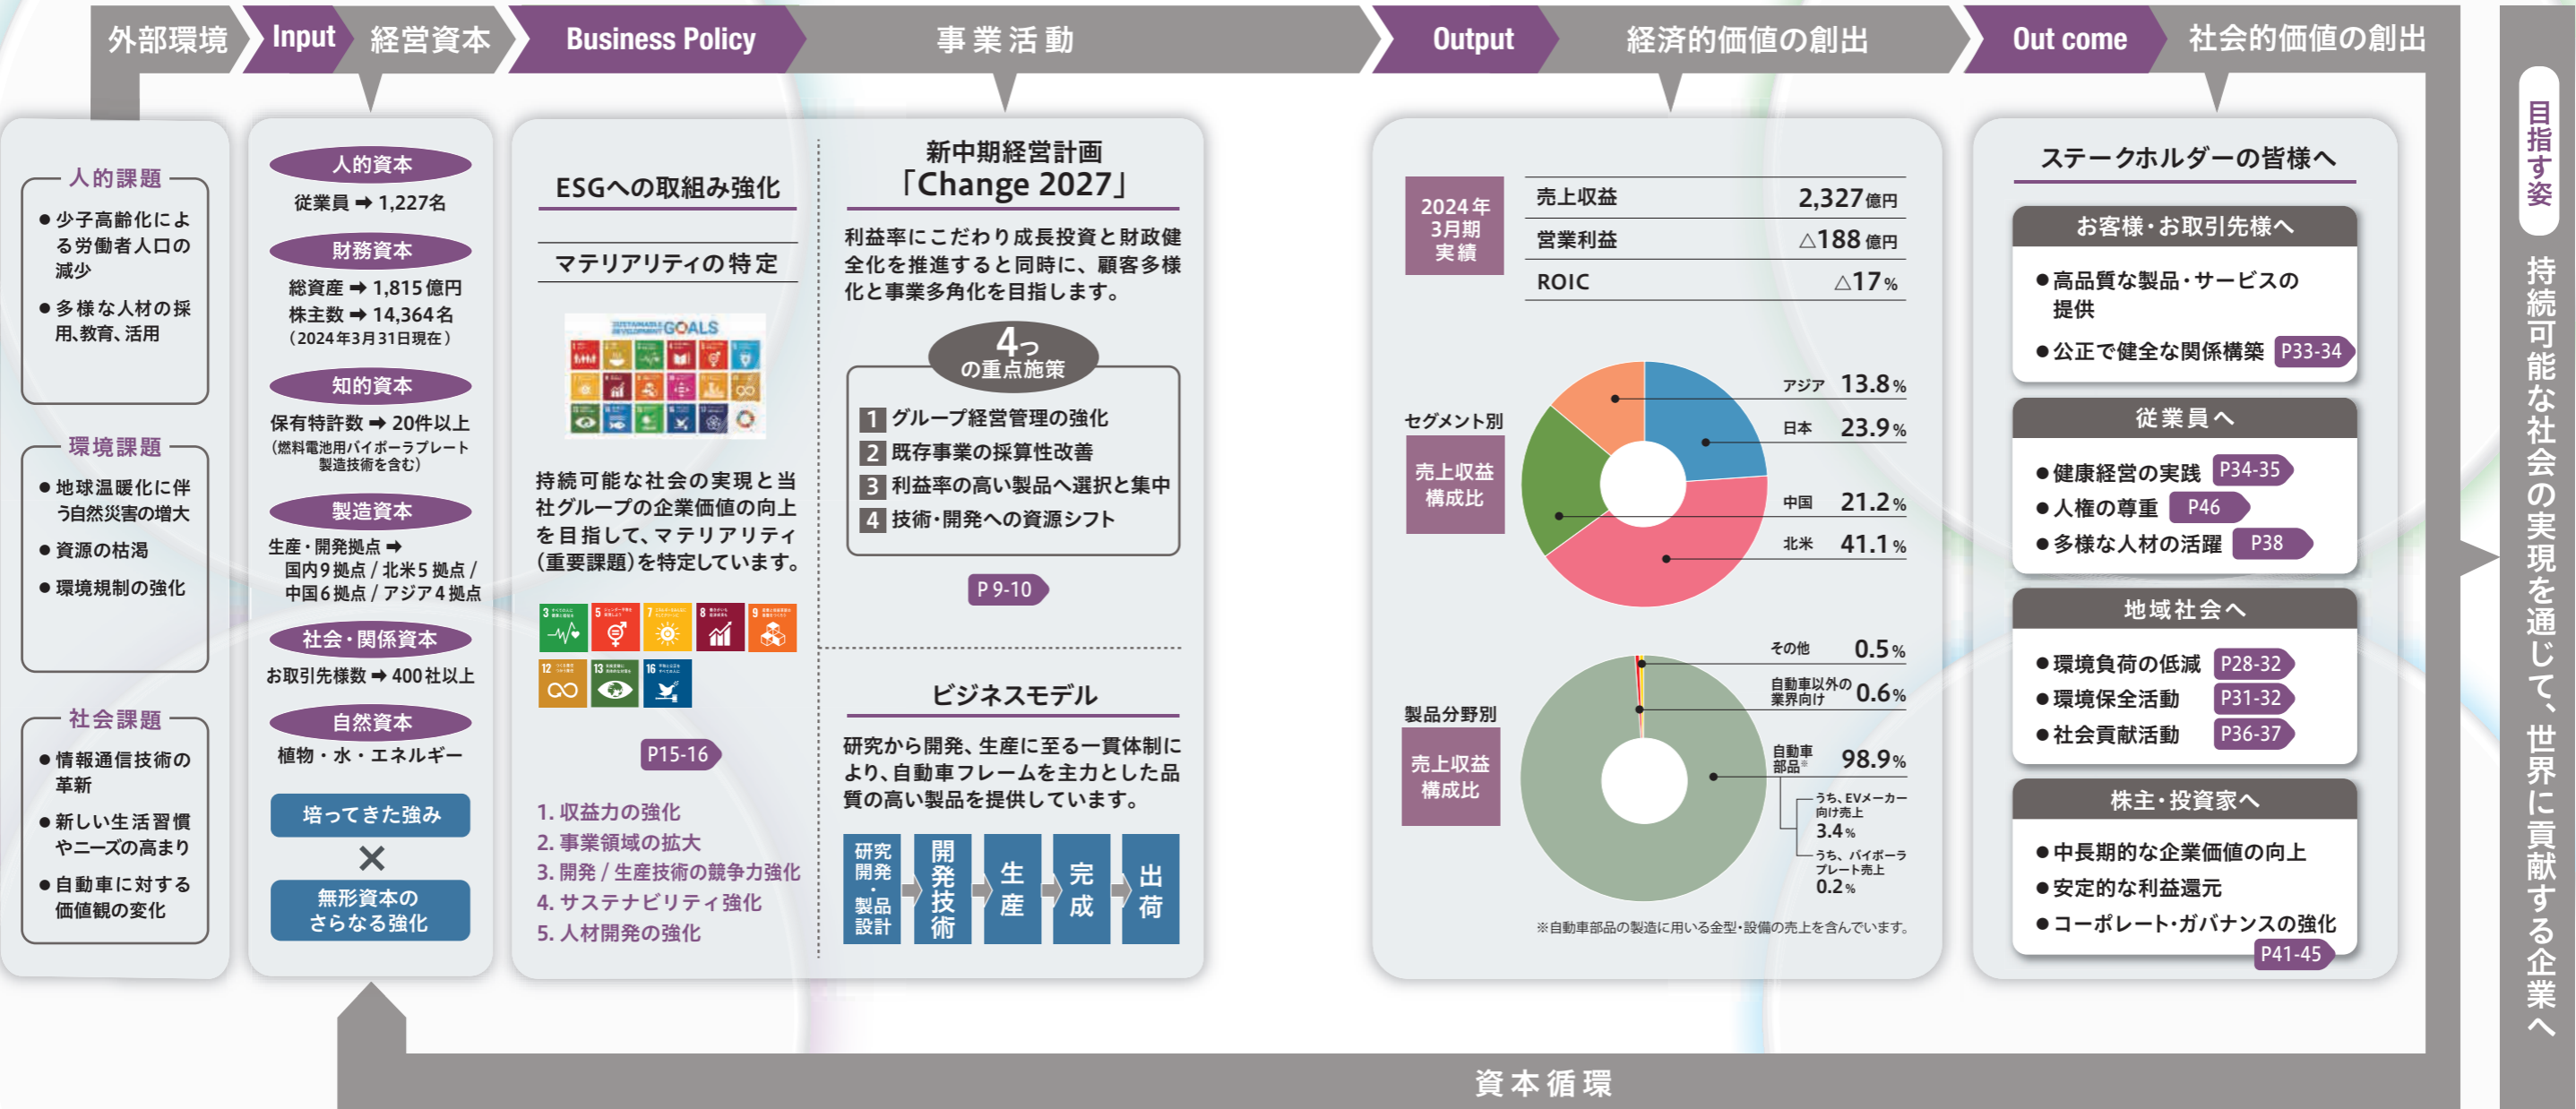 外部環境
Input
経営資本
Business Policy
事業活動
Output
経済的価値の創出
Out come
社会的価値の創出
人的課題
●少子高齢化によ
る労働者人口の
減少
●多様な人材の採
用、教育、活用
環境課題
●地球温暖化に伴
う自然災害の増大
●資源の枯渇
●環境規制の強化
社会課題
●情報通信技術の
革新
●新しい生活習慣
やニーズの高まり
●自動車に対する
価値観の変化
人的資本
従業員➡1,227名
財務資本
総資産➡1,815億円
株主数➡14,364名
（2024年3月31日現在）
知的資本
保有特許数➡20件以上
（燃料電池用バイポーラプレート
製造技術を含む）
製造資本
生産・開発拠点➡
国内9拠点 / 北米5拠点 /
中国6拠点 / アジア4拠点
社会・関係資本
お取引先様数➡400社以上
自然資本
植物・水・エネルギー
培ってきた強み
×
無形資本の
さらなる強化
ESGへの取組み強化
マテリアリティの特定
SUSTAINABLE
DEVELOPMENT GOALS
持続可能な社会の実現と当
社グループの企業価値の向上
を目指して、マテリアリティ
（重要課題）を特定しています。
3
5
7
8
9
12
13
16
P15-16
1. 収益力の強化
2. 事業領域の拡大
3. 開発 / 生産技術の競争力強化
4. サステナビリティ強化
5. 人材開発の強化
新中期経営計画
「Change 2027」
利益率にこだわり成長投資と財政健
全化を推進すると同時に、顧客多様
化と事業多角化を目指します。
4つ
の重点施策
1 グループ経営管理の強化
2 既存事業の採算性改善
3 利益率の高い製品へ選択と集中
4 技術・開発への資源シフト
P 9-10
ビジネスモデル
研究から開発、生産に至る一貫体制に
より、自動車フレームを主力とした品
質の高い製品を提供しています。
研究
開発
・
製品
設計
開発技術
生産
完成
出荷
2024年
3月期
実績
売上収益 2,327億円
営業利益 △188億円
ROIC △17%
セグメント別
売上収益
構成比
アジア 13.8%
日本 23.9%
中国 21.2%
北米 41.1%
製品分野別
売上収益
構成比
その他 0.5%
自動車以外の
業界向け 0.6%
自動車
部品※ 98.9%
うち、EVメーカー
向け売上
3.4%
うち、バイポーラ
プレート売上
0.2%
※自動車部品の製造に用いる金型・設備の売上を含んでいます。
ステークホルダーの皆様へ
お客様・お取引先様へ
●高品質な製品・サービスの
提供
●公正で健全な関係構築 P33-34
従業員へ
●健康経営の実践 P34-35
●人権の尊重 P46
●多様な人材の活躍 P38
地域社会へ
●環境負荷の低減 P28-32
●環境保全活動 P31-32
●社会貢献活動 P36-37
株主・投資家へ
●中長期的な企業価値の向上
●安定的な利益還元
●コーポレート・ガバナンスの強化
P41-45
目指す姿
持続可能な社会の実現を通じて、世界に貢献する企業へ
資本循環